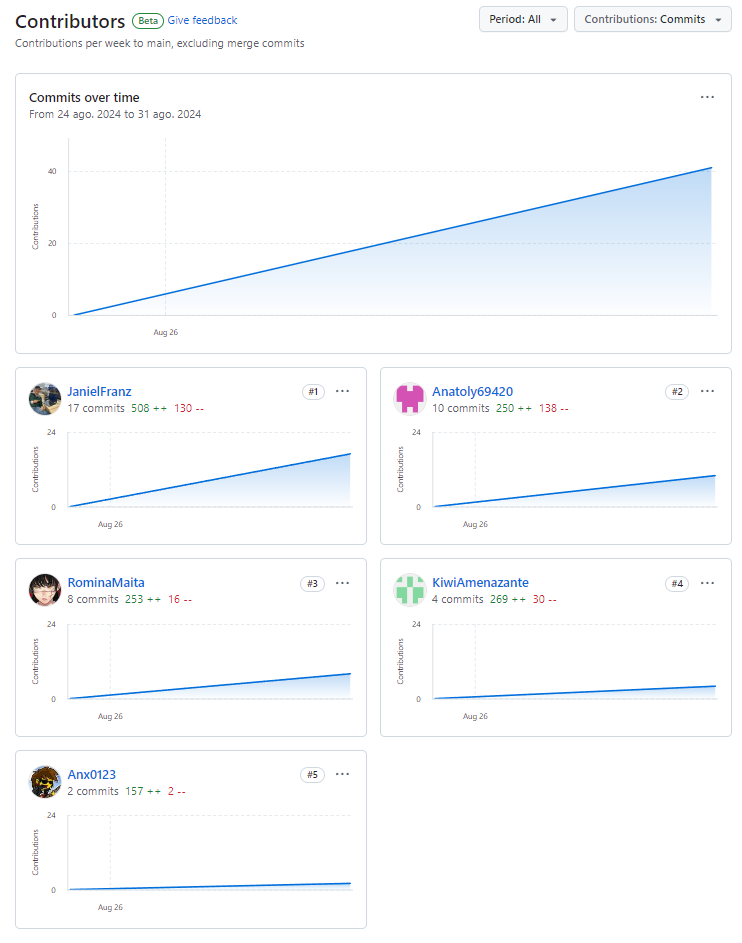 Contributors Beta Give feedback
Period: All Contributions: Commits
Contributions per week to main, excluding merge commits
Commits over time
From 24 ago. 2024 to 31 ago. 2024
Contributions
40
20
0
Aug 26
JanielFranz #1
17 commits 508 ++ 130 --
Contributions
24
0
Aug 26
Anatoly69420 #2
10 commits 250 ++ 138 --
Contributions
24
0
Aug 26
RominaMaita #3
8 commits 253 ++ 16 --
Contributions
24
0
Aug 26
KiwiAmenazante #4
4 commits 269 ++ 30 --
Contributions
24
0
Aug 26
Anx0123 #5
2 commits 157 ++ 2 --
Contributions
24
0
Aug 26